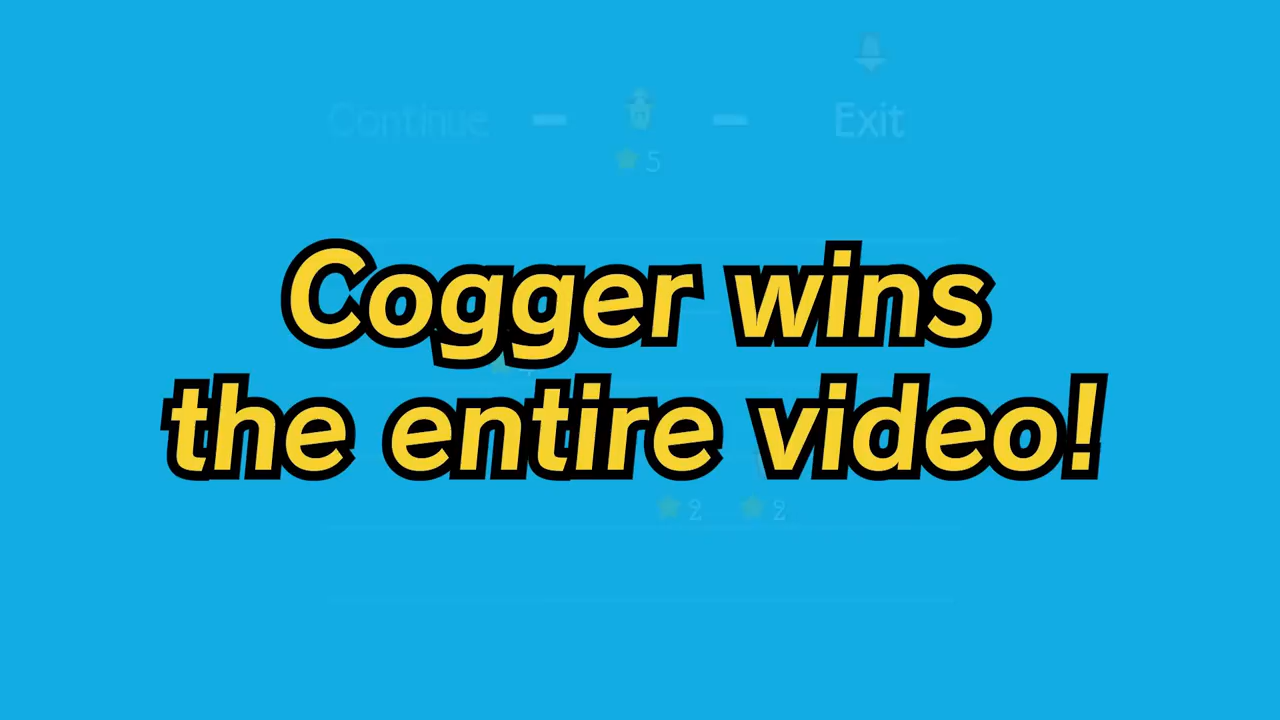 Continue
Exit
5
Cogger wins
the entire video!
2 2